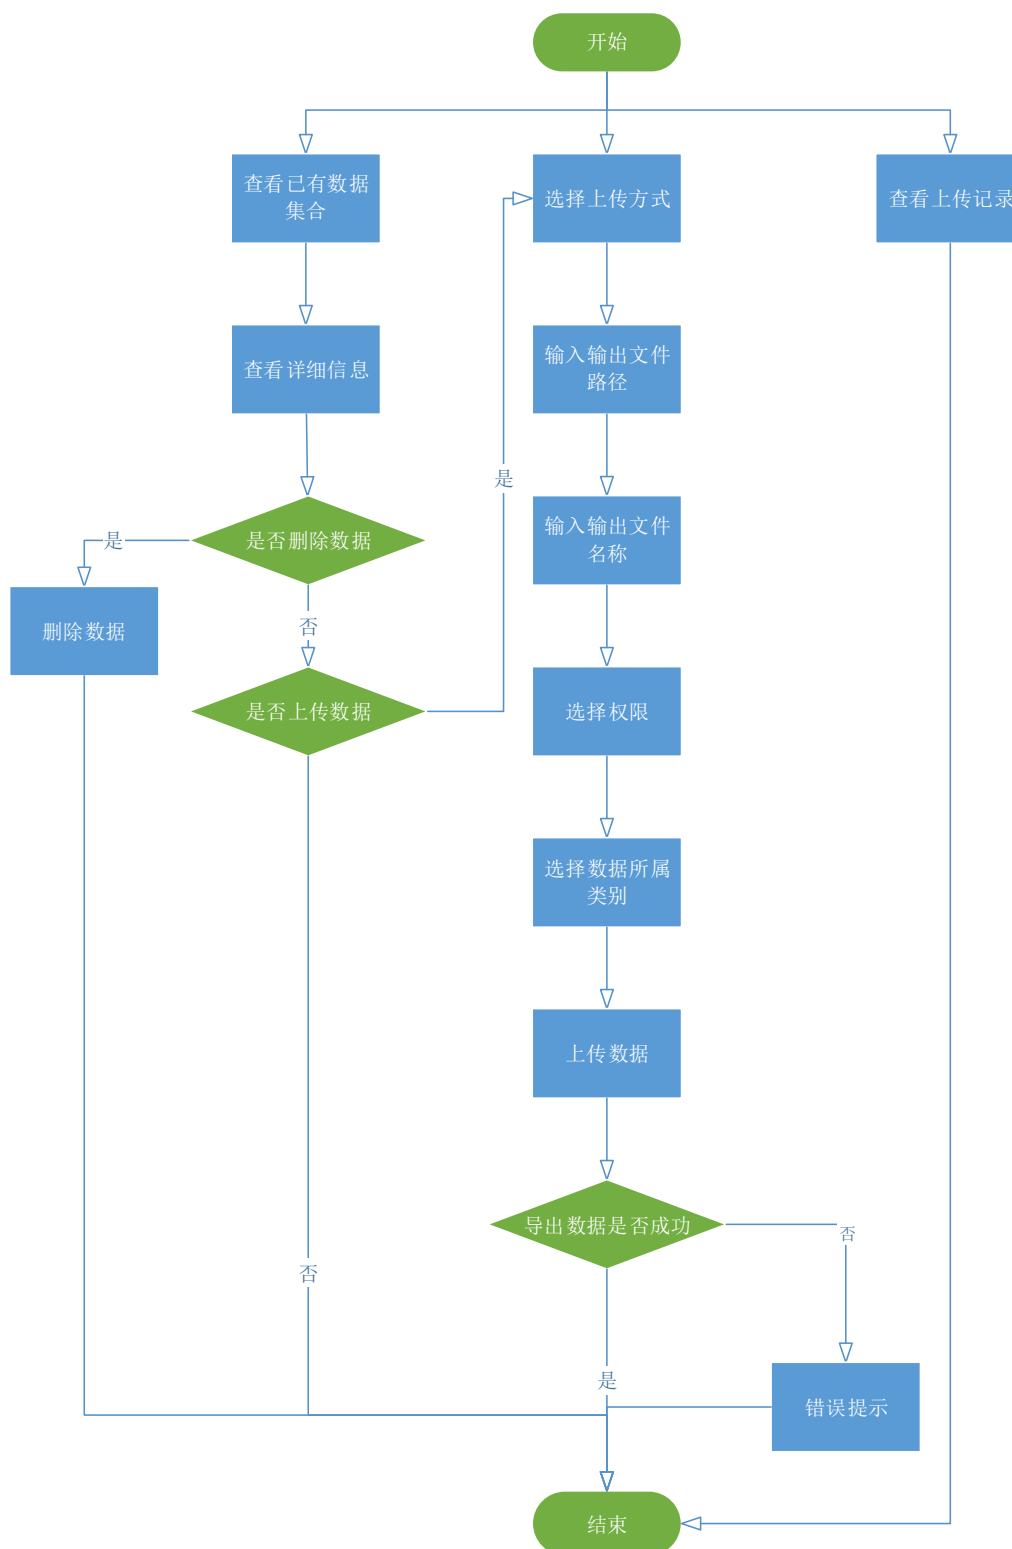 开始
查看已有数据
集合
选择上传方式
查看上传记录
查看详细信息
输入输出文件
路径
是
输入输出文件
名称
是否删除数据
是
删除数据
否
是否上传数据
选择权限
选择数据所属
类别
上传数据
导出数据是否成功
否
否
是
错误提示
结束